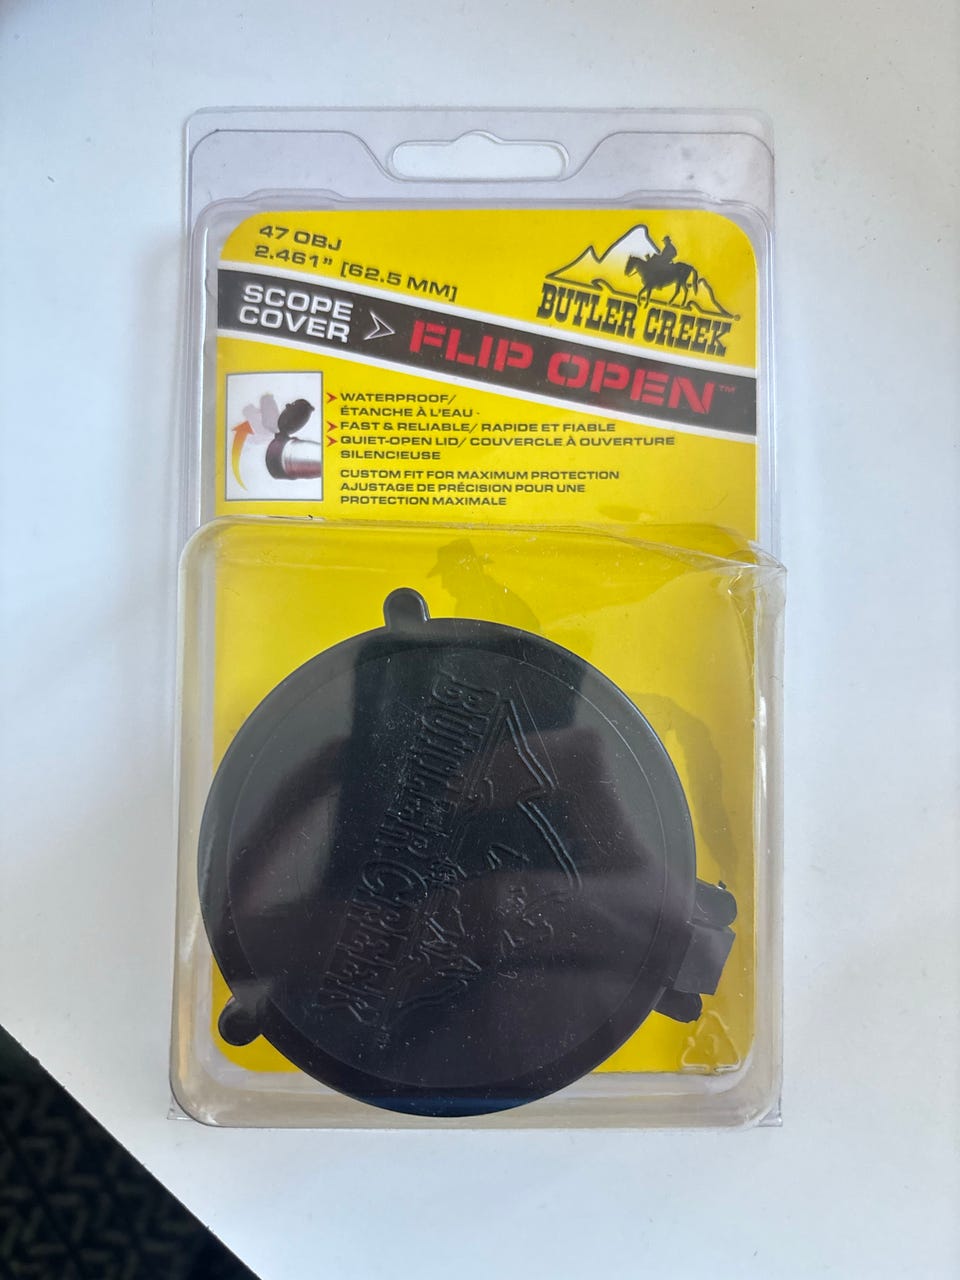 47 OBJ
2.461" [62.5 MM]
BUTLER CREEK
SCOPE
COVER > FLIP OPEN™
WATERPROOF/
ÉTANCHE À L'EAU -
FAST & RELIABLE/ RAPIDE ET FIABLE
QUIET-OPEN LID/ COUVERCLE À OUVERTURE
SILENCIEUSE
CUSTOM FIT FOR MAXIMUM PROTECTION
AJUSTAGE DE PRÉCISION POUR UNE
PROTECTION MAXIMALE
BUTLER CREEK